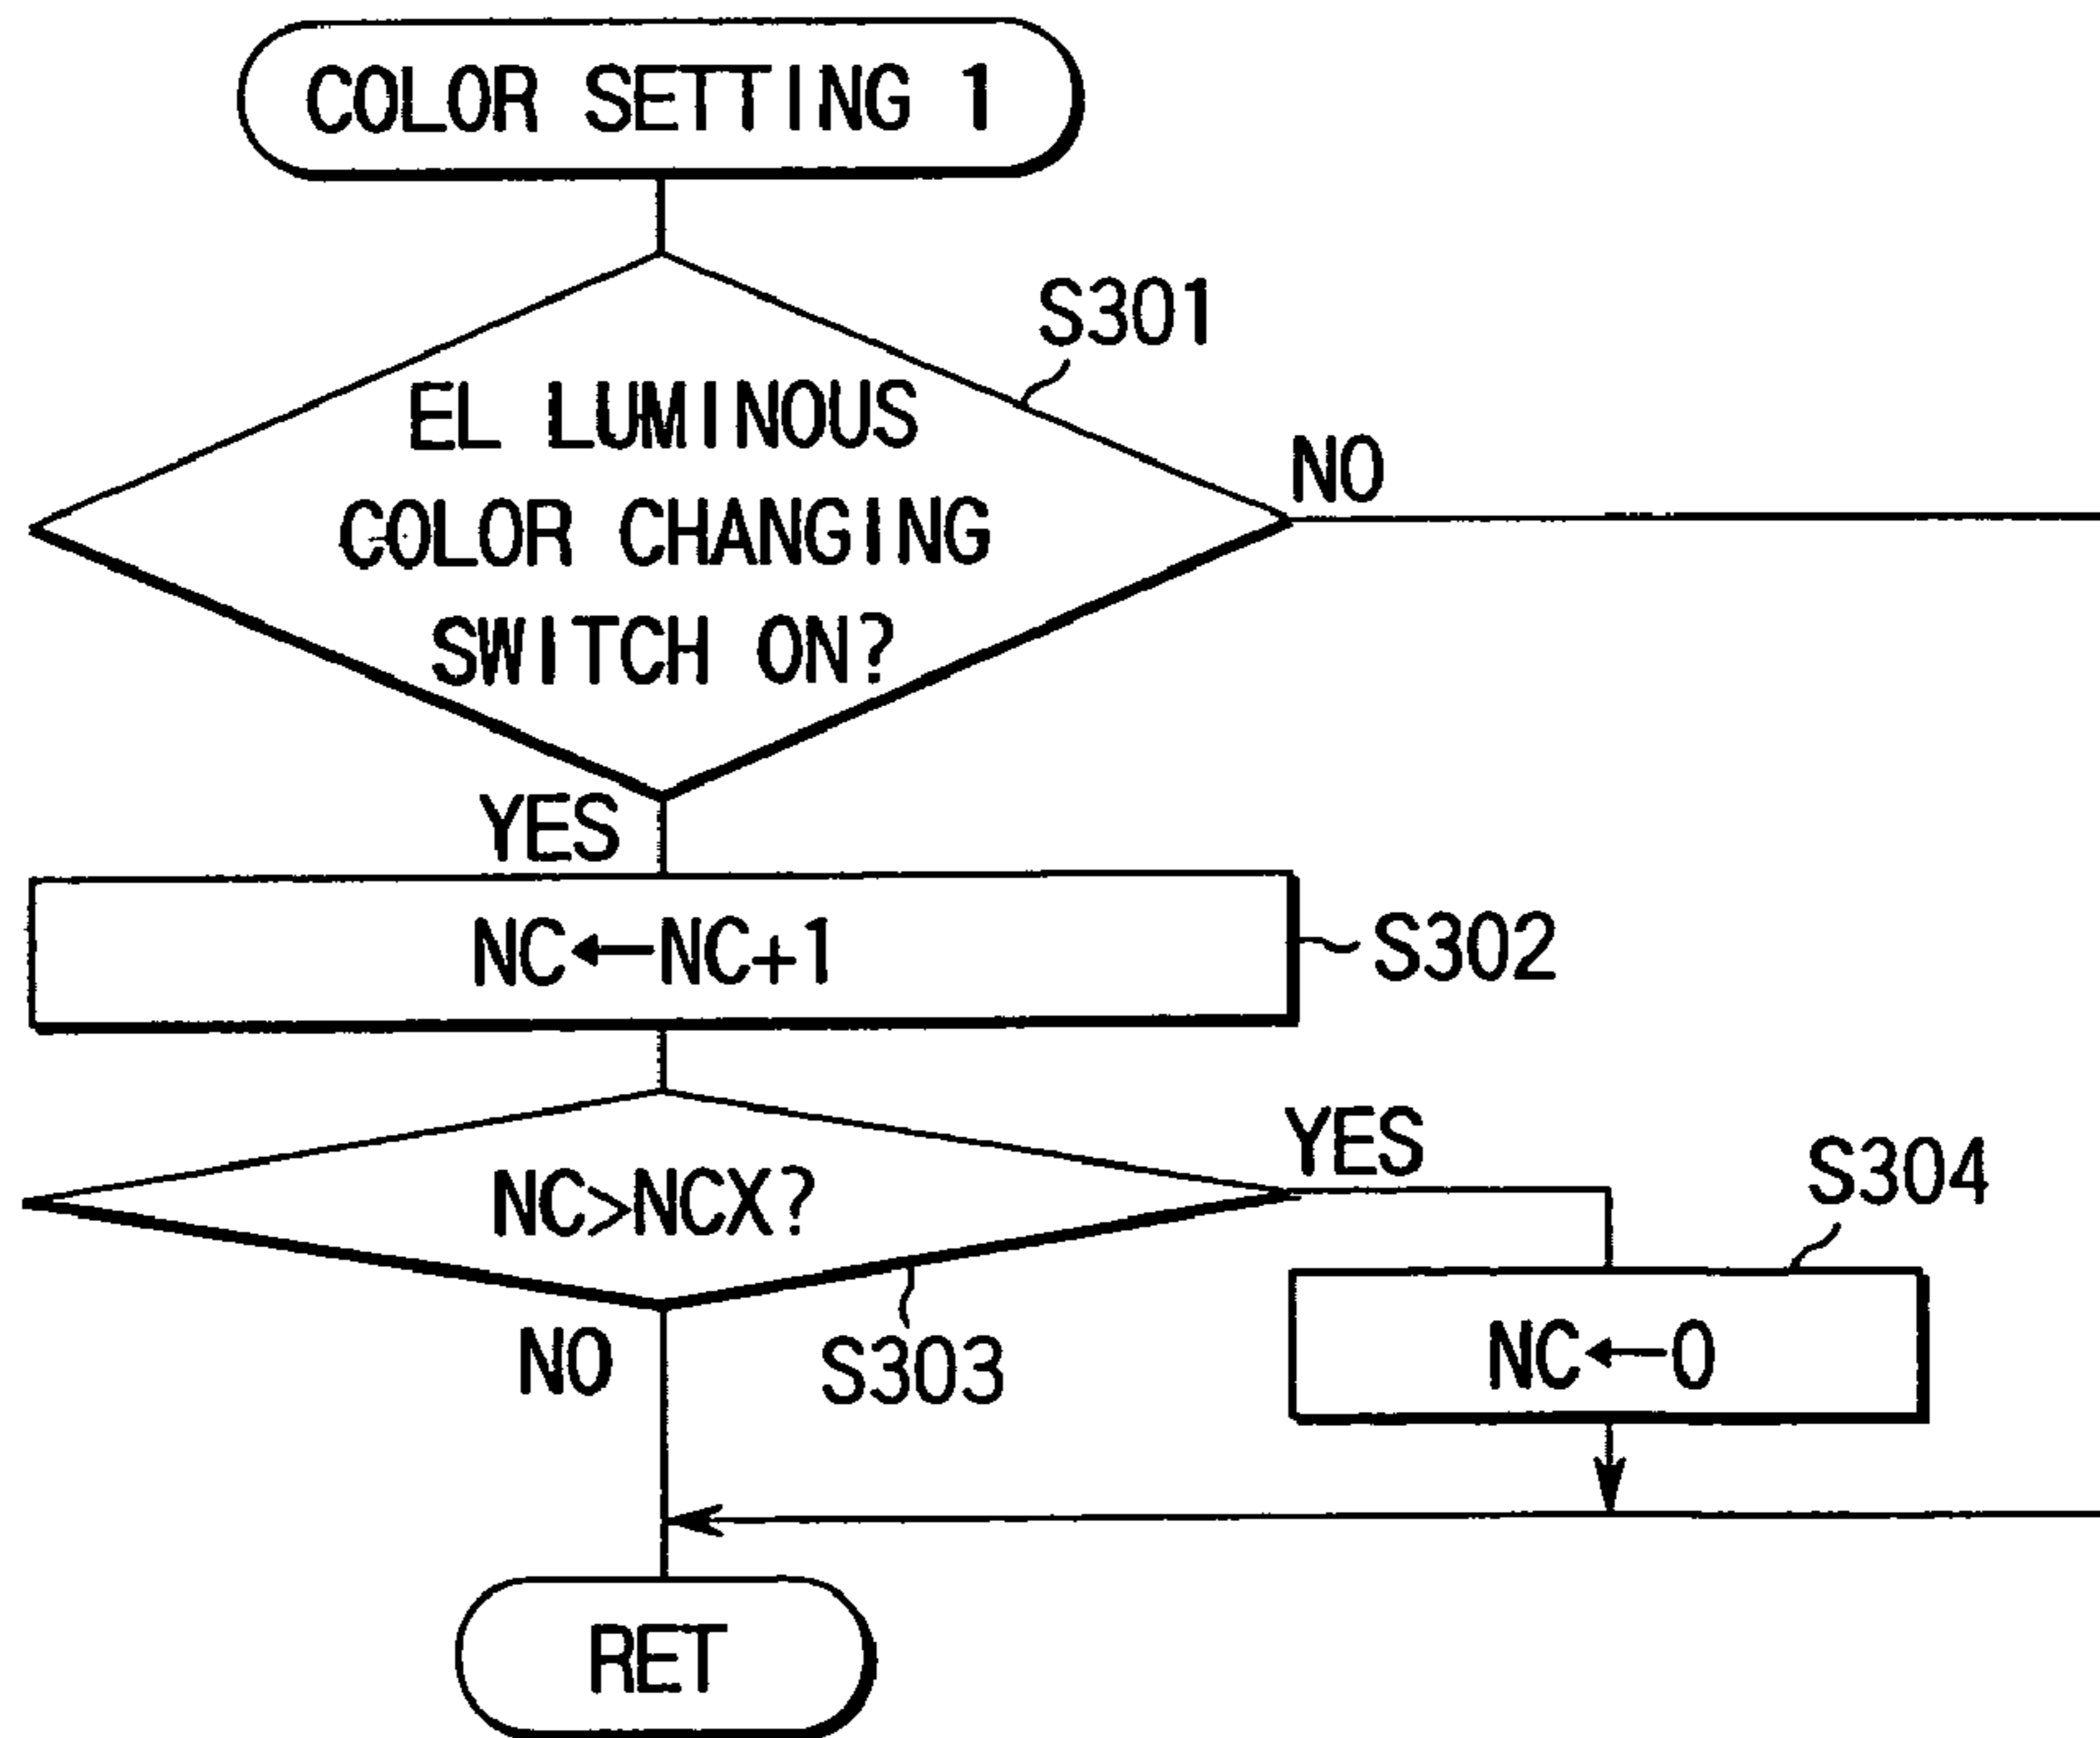 COLOR SETTING 1
S301
EL LUMINOUS
COLOR CHANGING
SWITCH ON?
NO
YES
NC←NC+1
S302
NC>NCX?
YES
S304
NO
S303
NC←0
RET